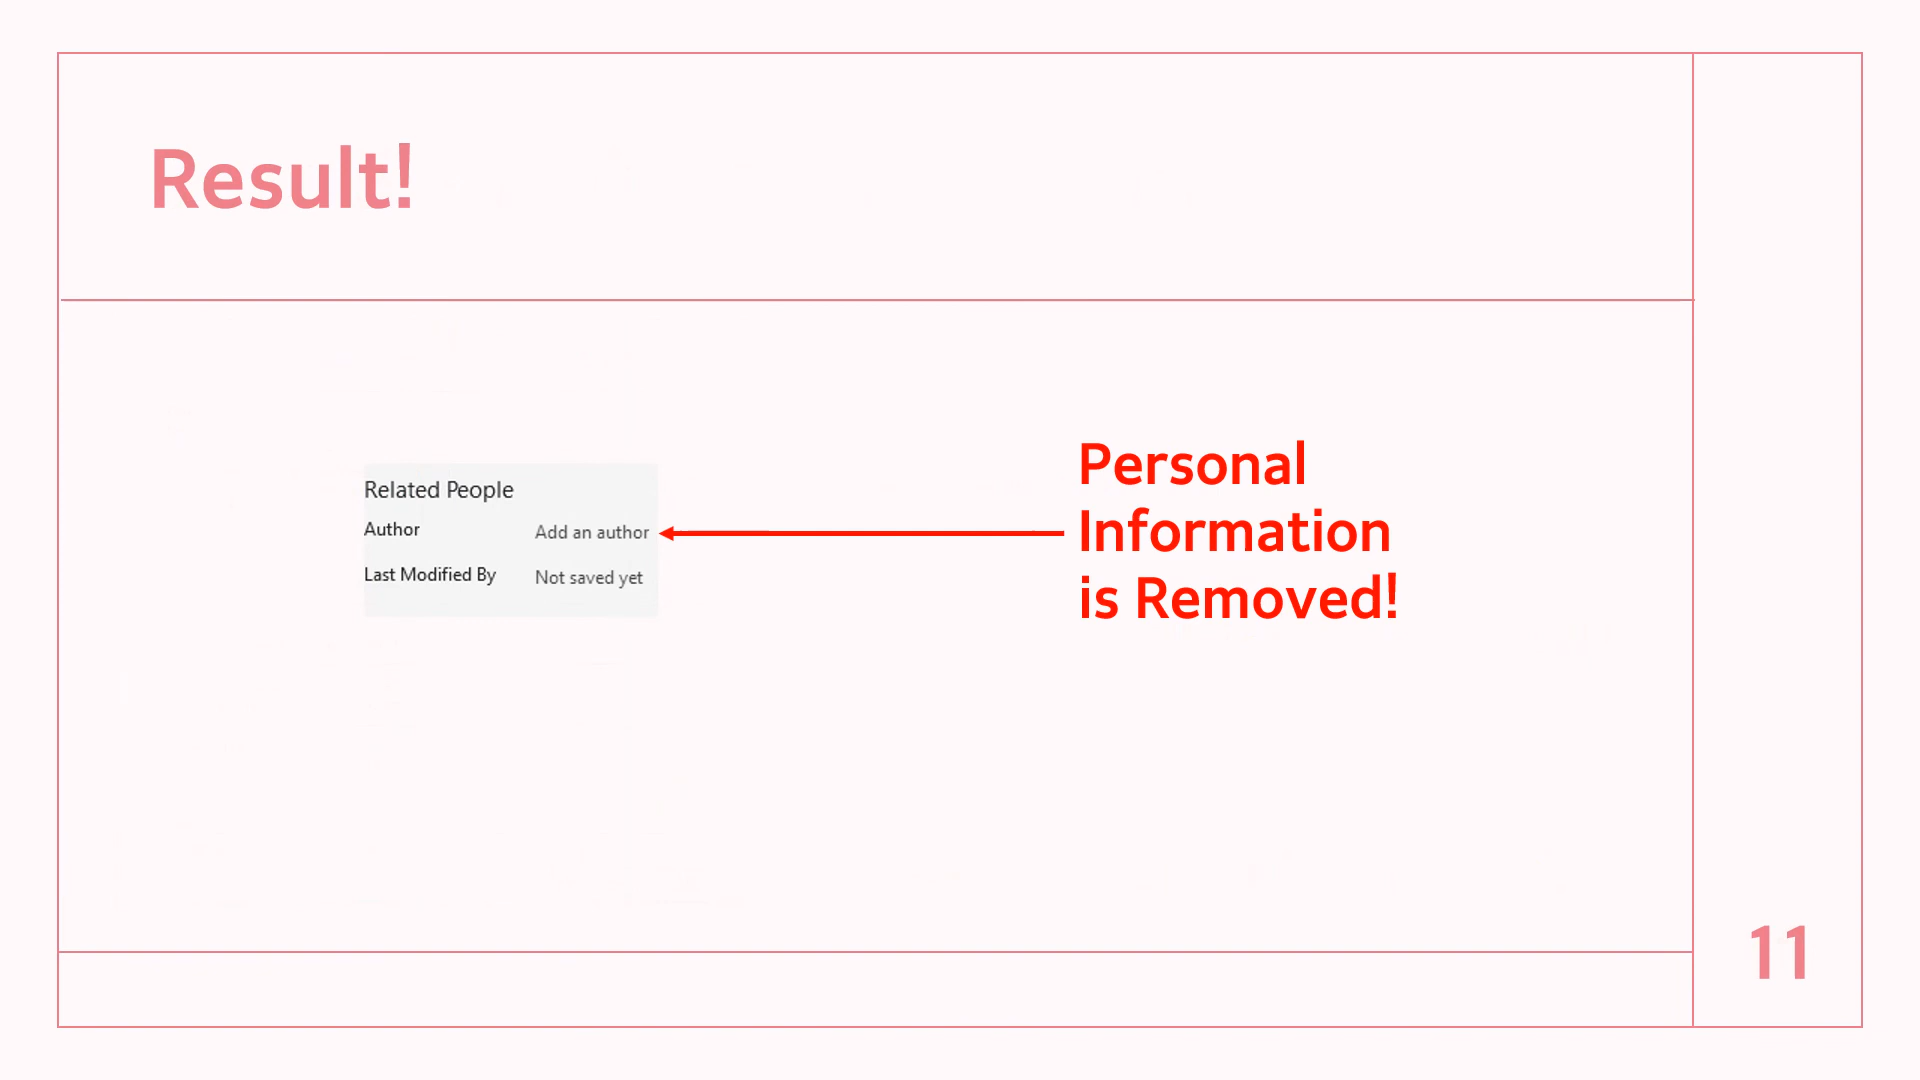 Result!
Related People
Author Add an author
Last Modified By Not saved yet
Personal
Information
is Removed!
11